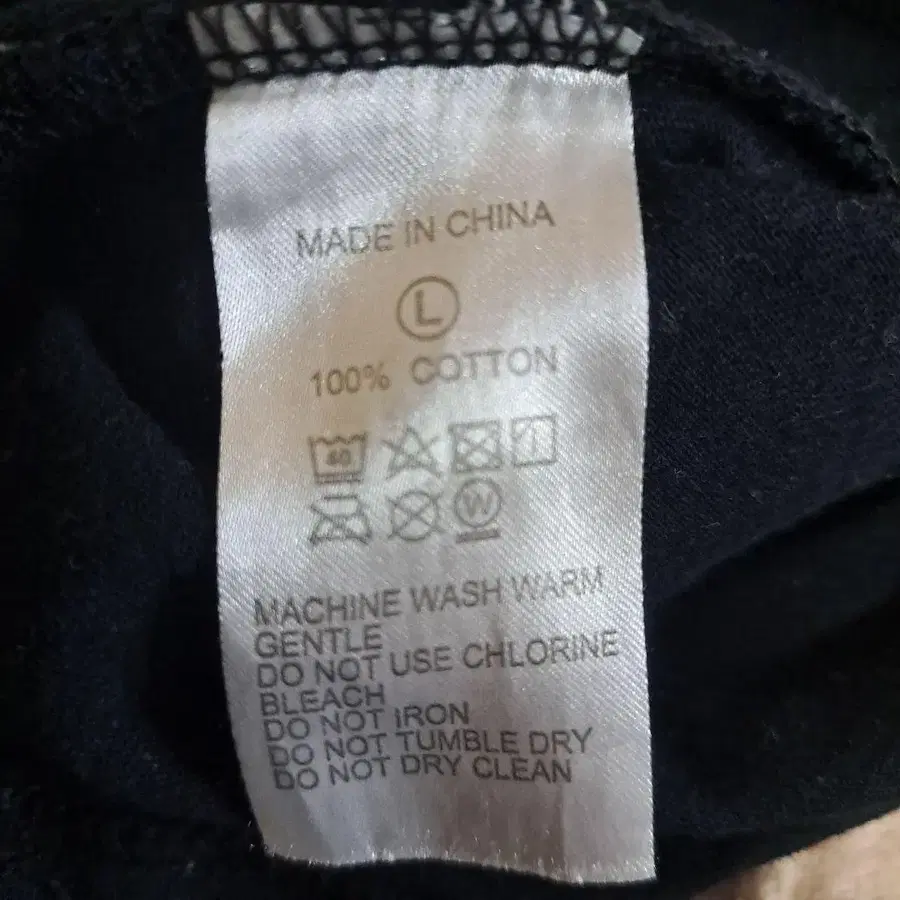 MADE IN CHINA
L
100% COTTON
40
W
MACHINE WASH WARM
GENTLE
DO NOT USE CHLORINE
BLEACH
DO NOT IRON
DO NOT TUMBLE DRY
DO NOT DRY CLEAN